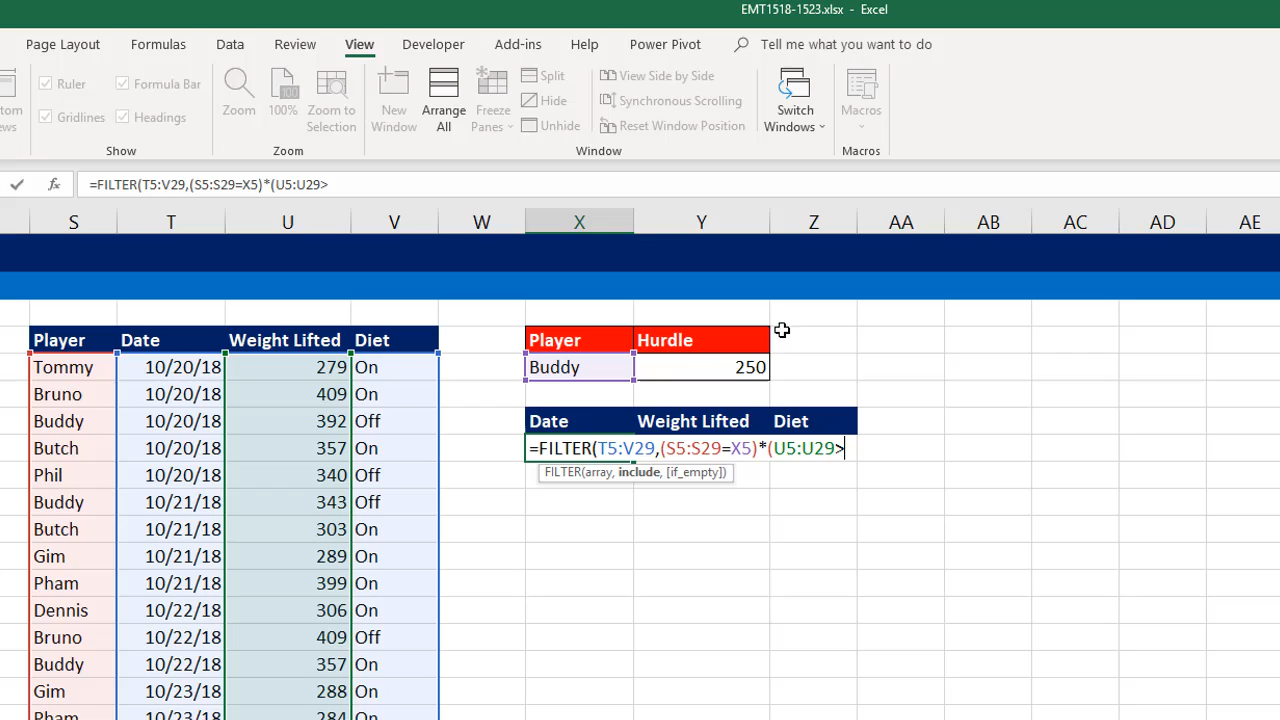 EMT1518-1523.xlsx - Excel
Page Layout Formulas Data Review View Developer Add-ins Help Power Pivot Tell me what you want to do
Ruler Formula Bar Zoom 100% Zoom to Selection New Window Arrange All Freeze Panes Split View Side by Side Switch Windows Macros
Gridlines Headings Hide Synchronous Scrolling
Unhide Reset Window Position
Show Zoom Window Macros
fx =FILTER(T5:V29,(S5:S29=X5)*(U5:U29>
S T U V W X Y Z AA AB AC AD AE
Player Date Weight Lifted Diet Player Hurdle
Tommy 10/20/18 279 On Buddy 250
Bruno 10/20/18 409 On
Buddy 10/20/18 392 Off Date Weight Lifted Diet
Butch 10/20/18 357 On =FILTER(T5:V29,(S5:S29=X5)*(U5:U29>
Phil 10/20/18 340 Off FILTER(array, include, [if_empty])
Buddy 10/21/18 343 Off
Butch 10/21/18 303 On
Gim 10/21/18 289 On
Pham 10/21/18 399 On
Dennis 10/22/18 306 On
Bruno 10/22/18 409 Off
Buddy 10/22/18 357 On
Gim 10/23/18 288 On
Pham 10/23/18 284 On